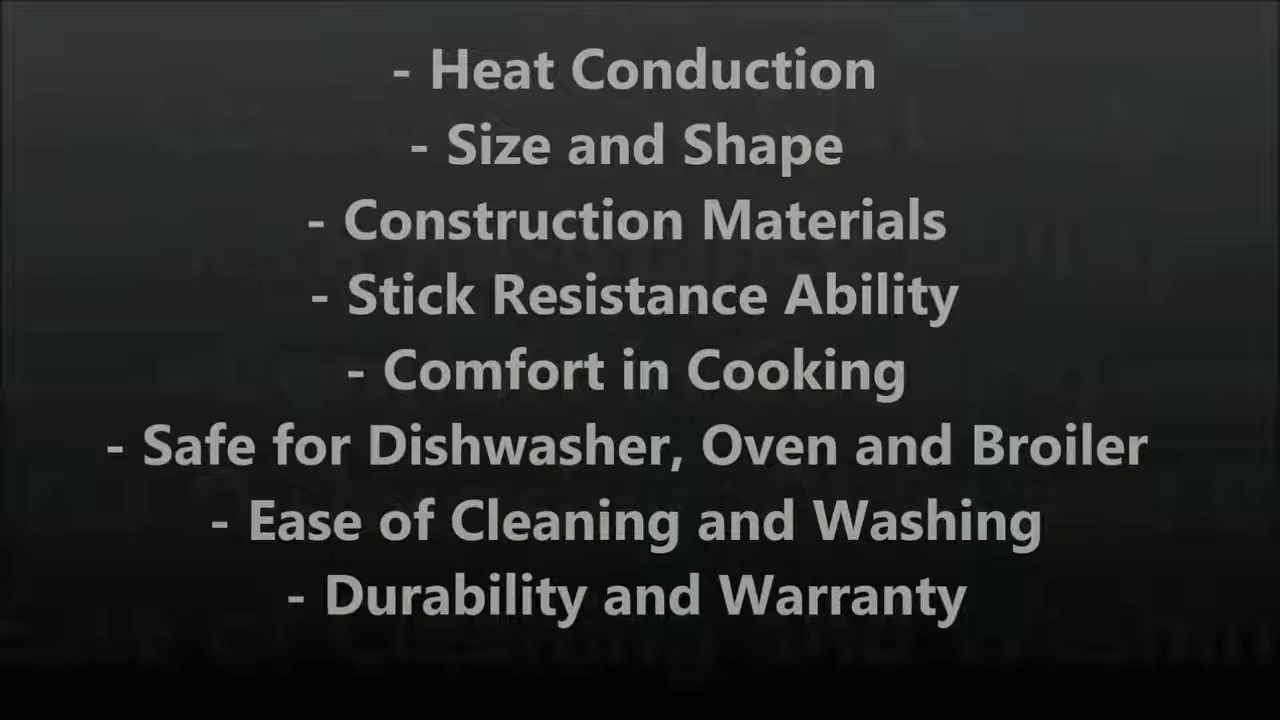 - Heat Conduction
- Size and Shape
- Construction Materials
- Stick Resistance Ability
- Comfort in Cooking
- Safe for Dishwasher, Oven and Broiler
- Ease of Cleaning and Washing
- Durability and Warranty